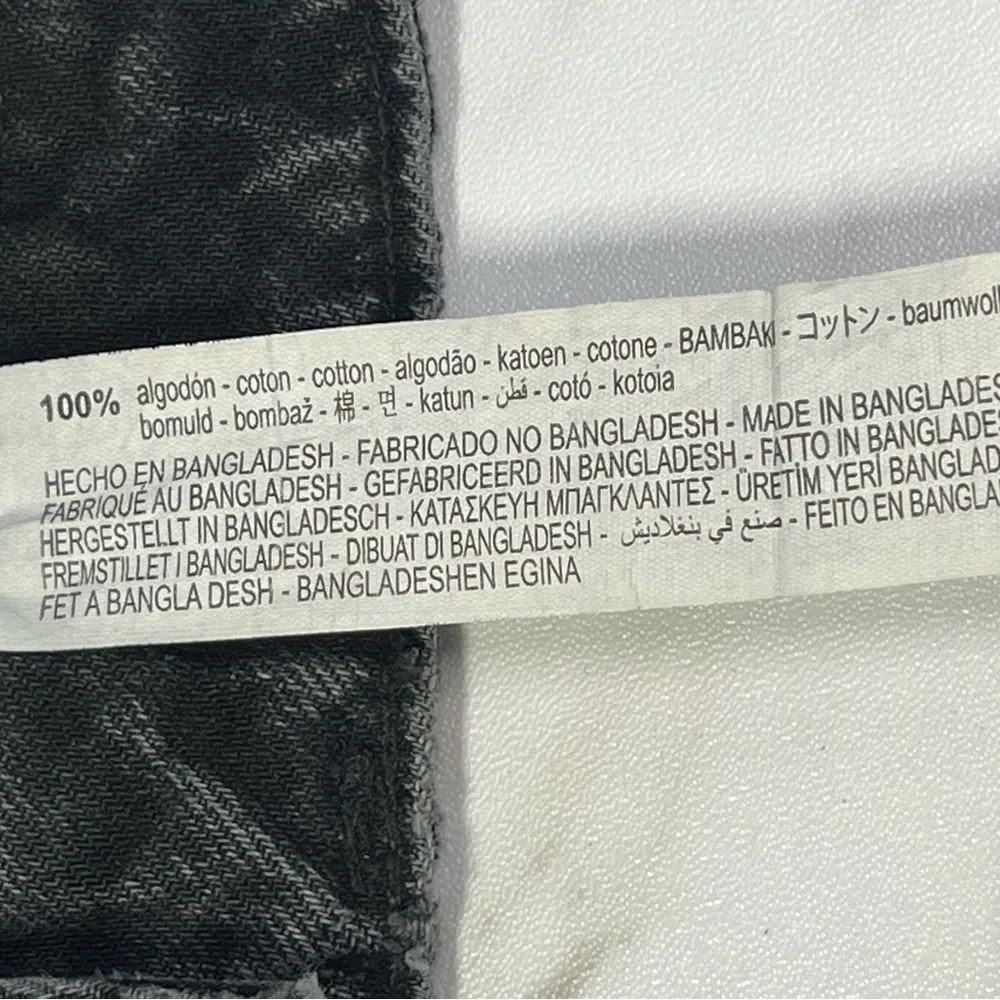 100% algodón - coton - cotton - algodão - katoen - cotone - BAMBAKI - コットン - baumwoll
bomuld - bombaž - 棉 - 면 - katun - قطن - cotó - kotoia
HECHO EN BANGLADESH - FABRICADO NO BANGLADESH - MADE IN BANGLADES
FABRIQUÉ AU BANGLADESH - GEFABRICEERD IN BANGLADESH - FATTO IN BANGLADE
HERGESTELLT IN BANGLADESCH - ΚΑΤΑΣΚΕΥΗ ΜΠΑΓΚΛΑΝΤΕΣ - ÜRETİM YERİ BANGLAD
FREMSTILLET I BANGLADESH - DIBUAT DI BANGLADESH - صنع في بنغلاديش - FEITO EN BANGLA
FET A BANGLA DESH - BANGLADESHEN EGINA